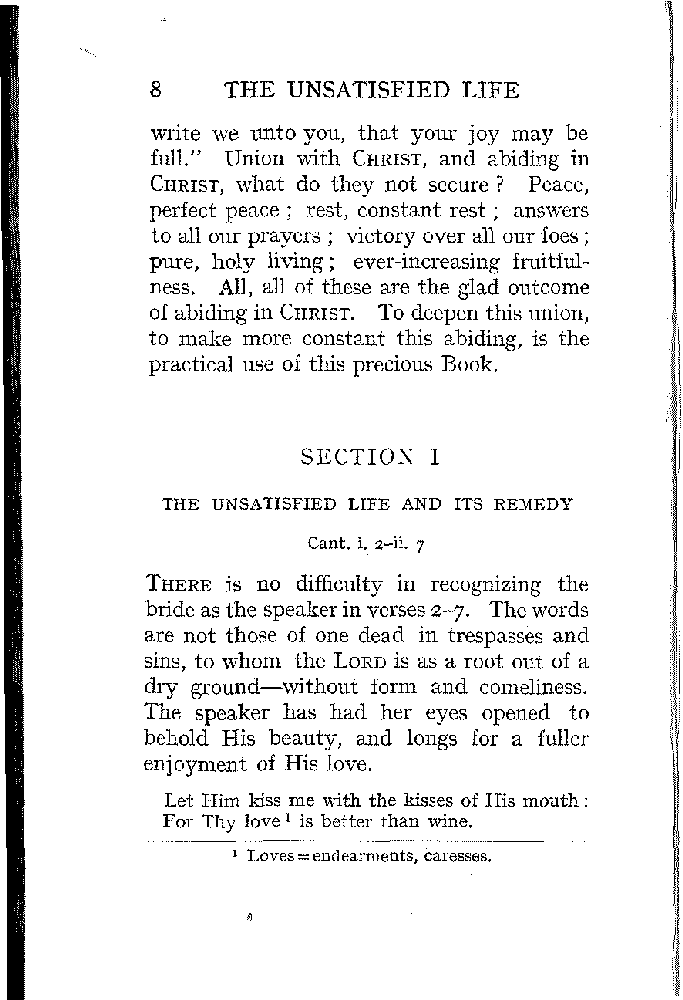 8 THE UNSATISFIED LIFE
write we unto you, that your joy may be
full." Union with CHRIST, and abiding in
CHRIST, what do they not secure ? Peace,
perfect peace ; rest, constant rest ; answers
to all our prayers ; victory over all our foes ;
pure, holy living ; ever-increasing fruitful-
ness. All, all of these are the glad outcome
of abiding in CHRIST. To deepen this union,
to make more constant this abiding, is the
practical use of this precious Book.
SECTION I
THE UNSATISFIED LIFE AND ITS REMEDY
Cant. i. 2-ii. 7
THERE is no difficulty in recognizing the
bride as the speaker in verses 2-7. The words
are not those of one dead in trespasses and
sins, to whom the LORD is as a root out of a
dry ground—without form and comeliness.
The speaker has had her eyes opened to
behold His beauty, and longs for a fuller
enjoyment of His love.
Let Him kiss me with the kisses of His mouth :
For Thy love ¹ is better than wine.
¹ Loves = endearments, caresses.